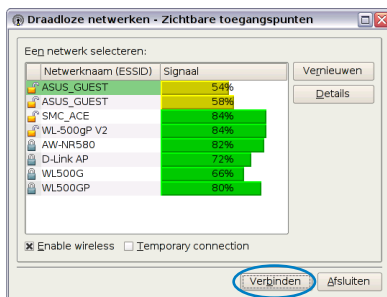 Draadloze netwerken - Zichtbare toegangspunten
Een netwerk selecteren:
Netwerknaam (ESSID) Signaal
ASUS_GUEST 54%
ASUS_GUEST 58%
SMC_ACE 84%
WL-500gP V2 84%
AW-NR580 82%
D-Link AP 72%
WL500G 66%
WL500GP 80%
Vernieuwen
Details
Enable wireless Temporary connection
Verbinden Afsluiten